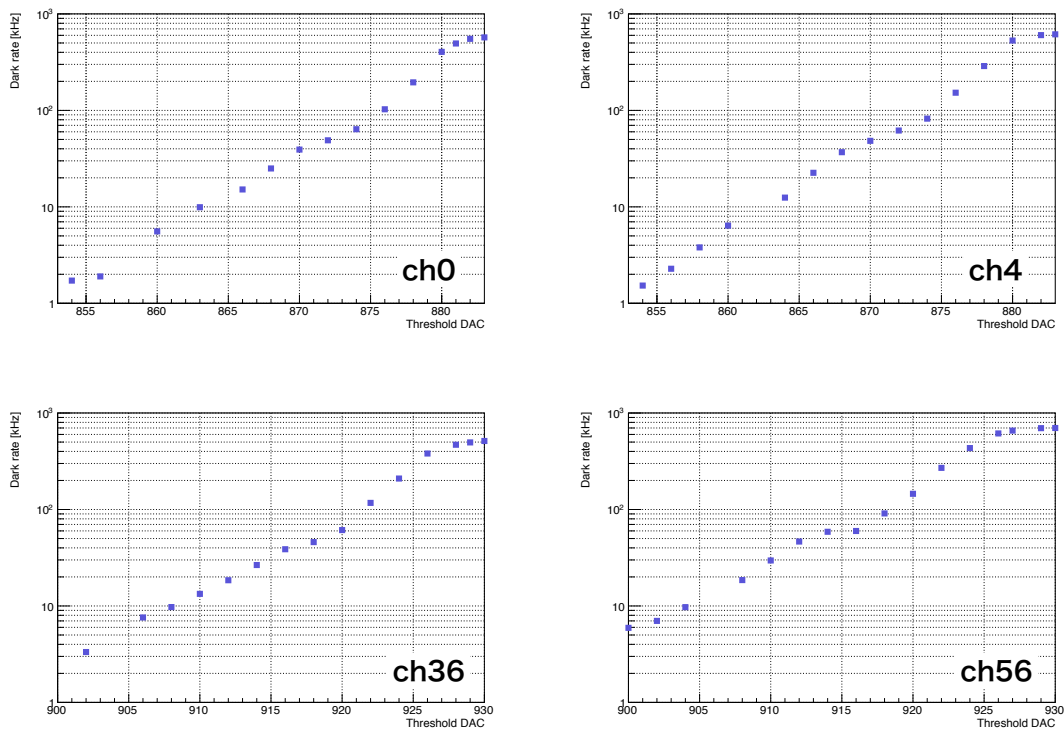 Dark rate [kHz]
10³
10²
10
1
ch0
855 860 865 870 875 880
Threshold DAC
Dark rate [kHz]
10³
10²
10
1
ch4
855 860 865 870 875 880
Threshold DAC
Dark rate [kHz]
10³
10²
10
1
ch36
900 905 910 915 920 925 930
Threshold DAC
Dark rate [kHz]
10³
10²
10
1
ch56
900 905 910 915 920 925 930
Threshold DAC